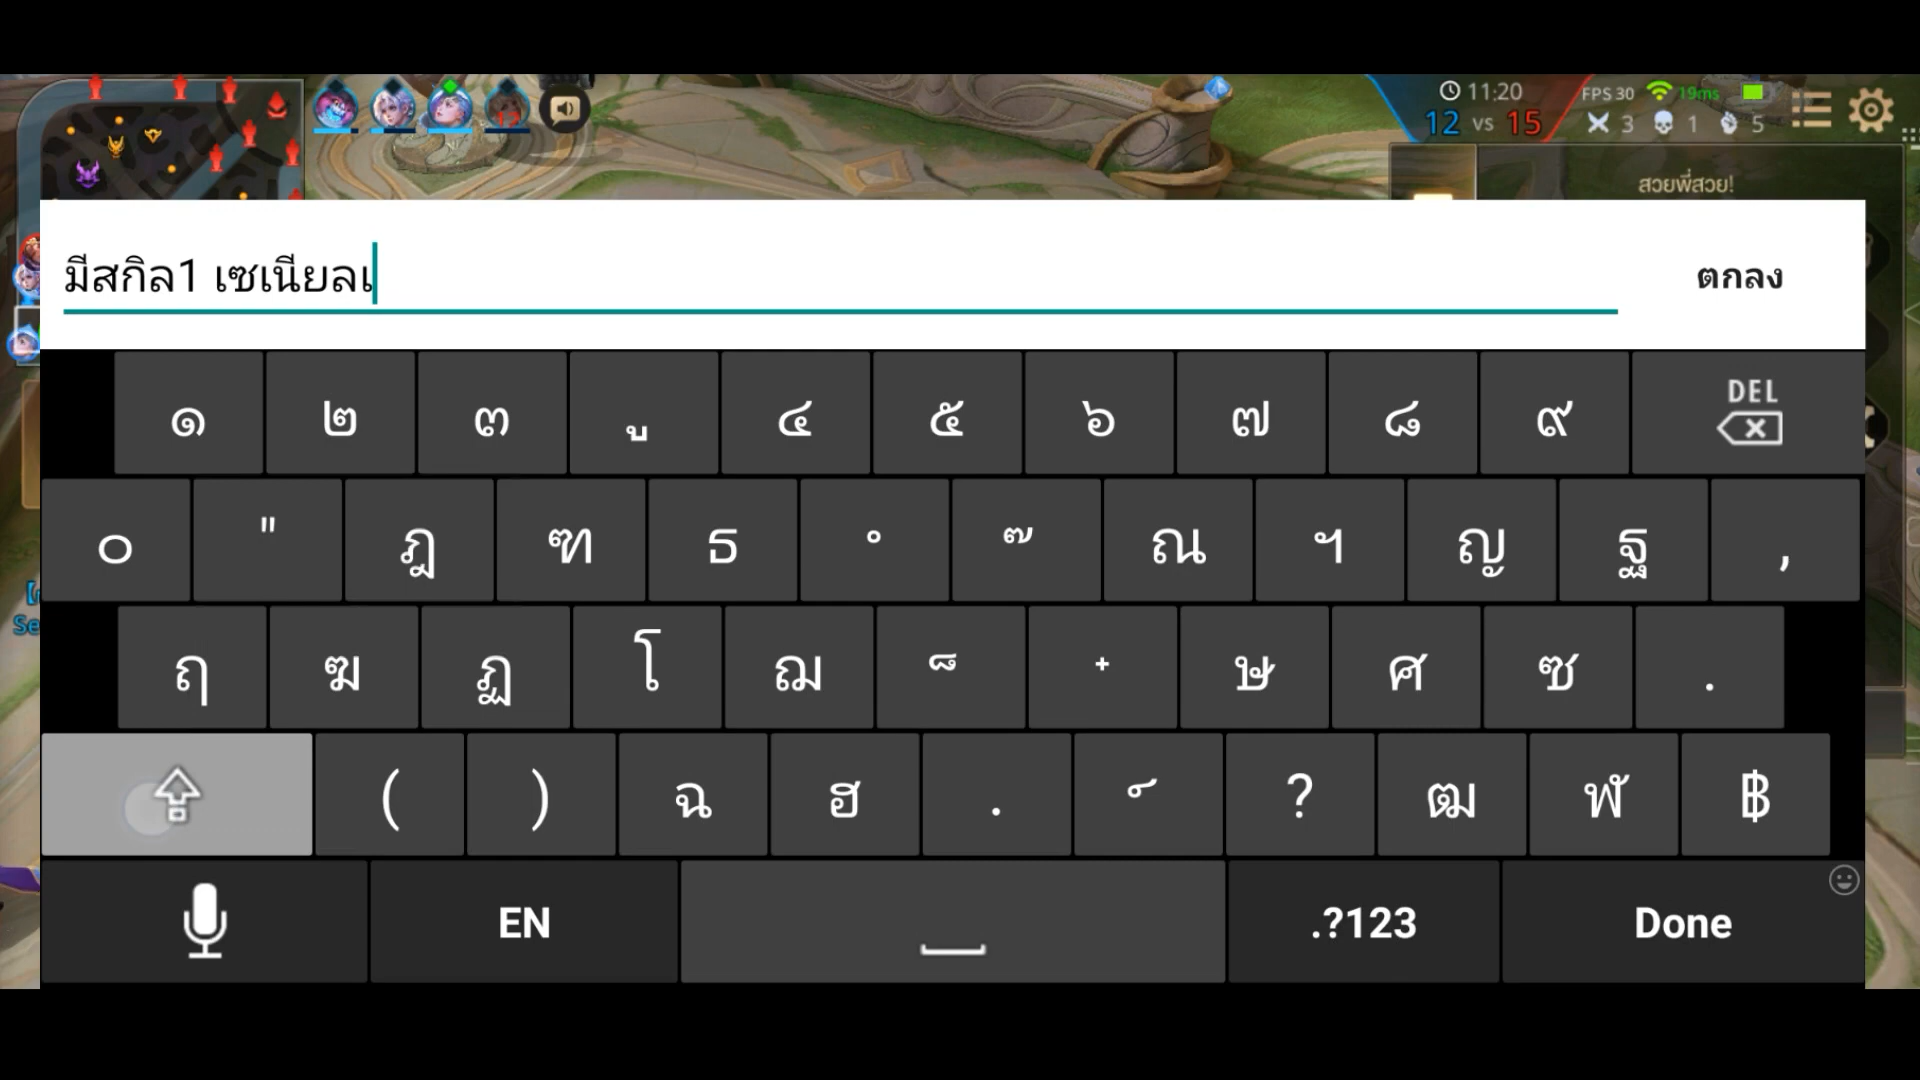 11:20
FPS 30 19ms
12 vs 15
3 1 5
สวยพี่สวย!
12
มีสกิล1 เซเนียลเ
ตกลง
๑ ๒ ๓ ู ๔ ๕ ๖ ๗ ๘ ๙ DEL
๐ " ฎ ฑ ธ ํ ๊ ณ ฯ ญ ฐ ,
ฤ ฆ ฏ โ ฌ ็ ๋ ษ ศ ซ .
( ) ฉ ฮ . ์ ? ฒ ฬ ฿
EN .?123 Done
Se